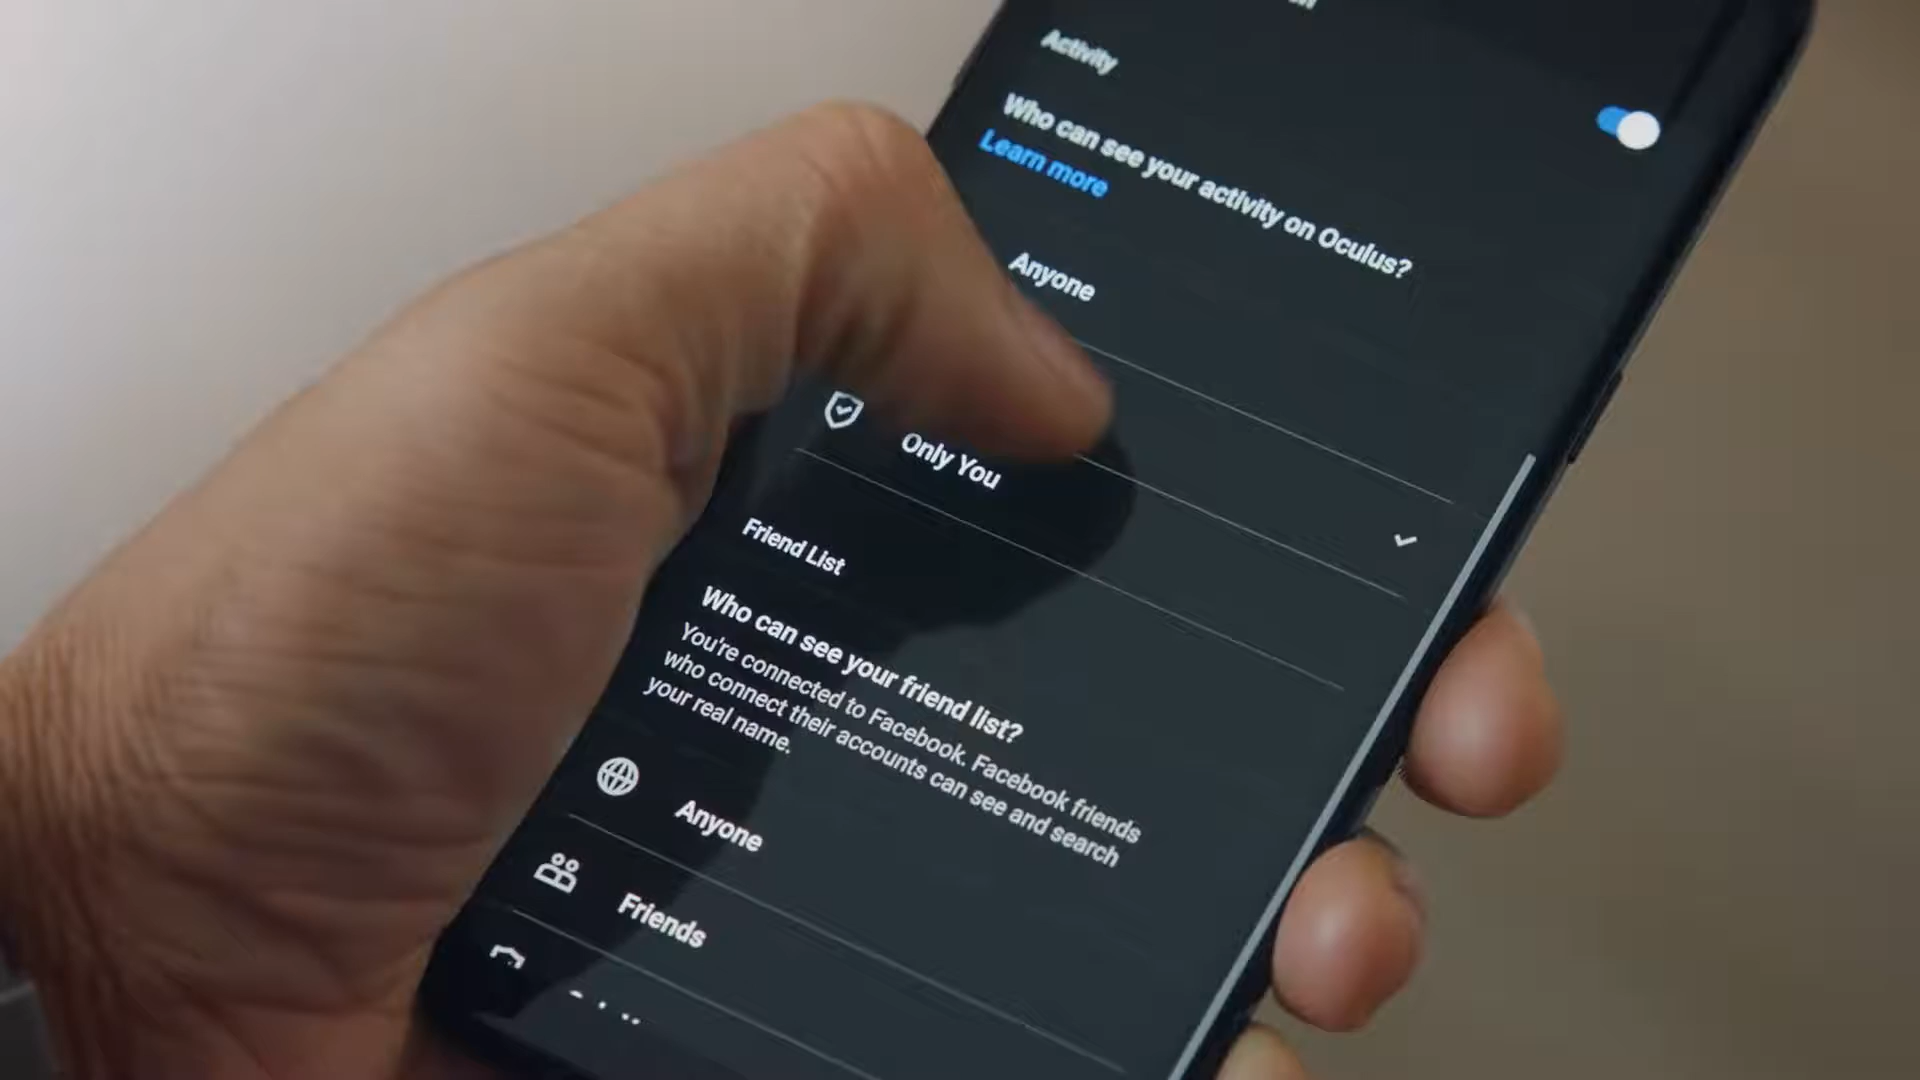 Activity
Who can see your activity on Oculus?
Learn more
Anyone
Only You
Friend List
Who can see your friend list?
You're connected to Facebook. Facebook friends
who connect their accounts can see and search
your real name.
Anyone
Friends